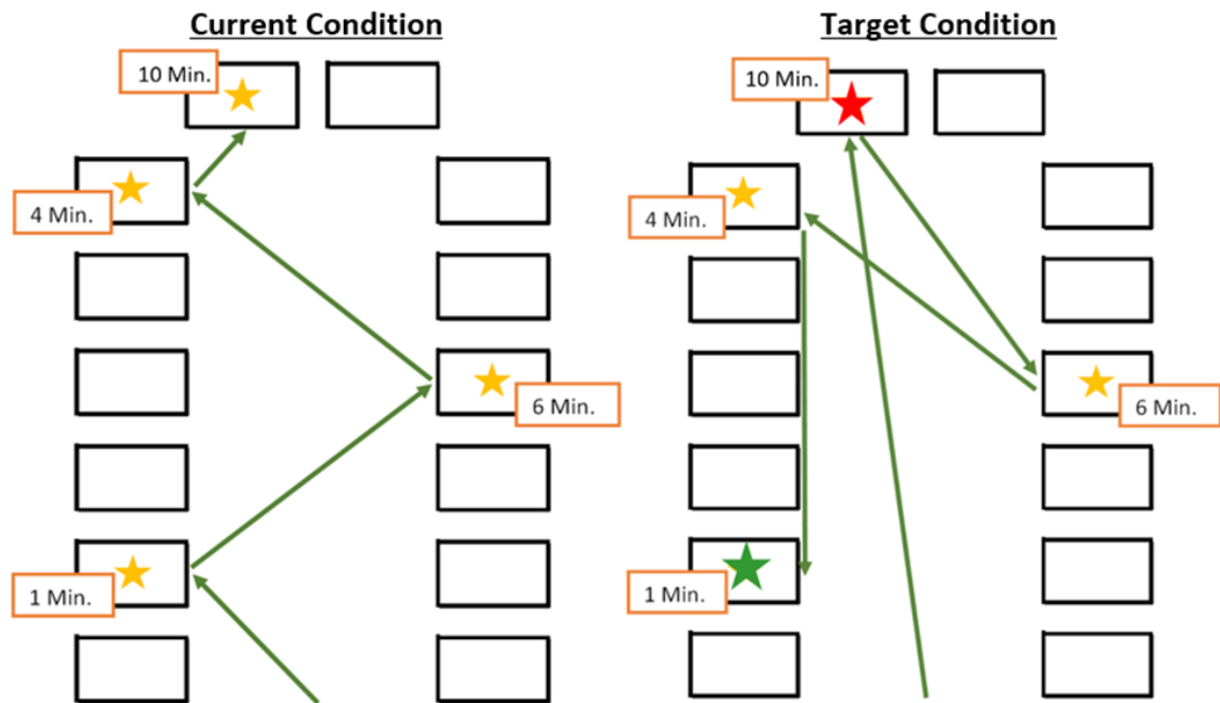 Current Condition
10 Min.
4 Min.
6 Min.
1 Min.
Target Condition
10 Min.
4 Min.
6 Min.
1 Min.